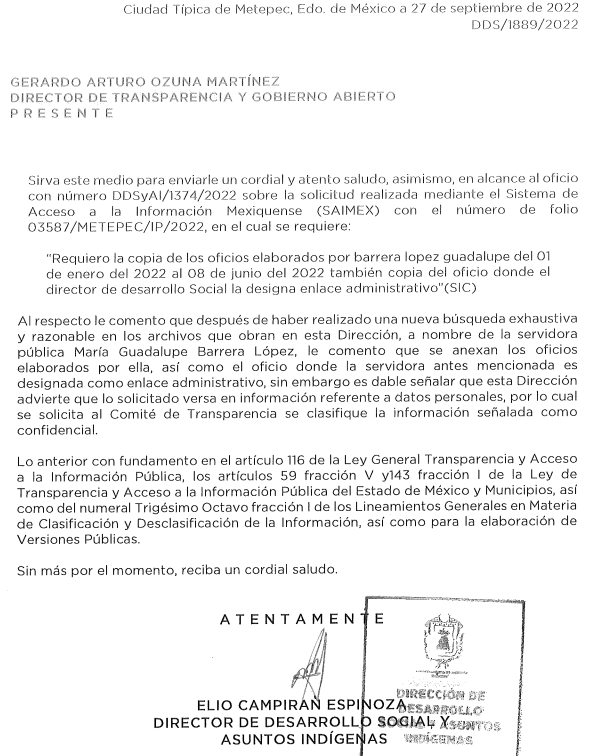 Ciudad Típica de Metepec, Edo. de México a 27 de septiembre de 2022
DDS/1889/2022
GERARDO ARTURO OZUNA MARTÍNEZ
DIRECTOR DE TRANSPARENCIA Y GOBIERNO ABIERTO
P R E S E N T E
Sirva este medio para enviarle un cordial y atento saludo, asimismo, en alcance al oficio
con número DDSyAI/1374/2022 sobre la solicitud realizada mediante el Sistema de
Acceso a la Información Mexiquense (SAIMEX) con el número de folio
03587/METEPEC/IP/2022, en el cual se requiere:
"Requiero la copia de los oficios elaborados por barrera lopez guadalupe del 01
de enero del 2022 al 08 de junio del 2022 también copia del oficio donde el
director de desarrollo Social la designa enlace administrativo"(SIC)
Al respecto le comento que después de haber realizado una nueva búsqueda exhaustiva
y razonable en los archivos que obran en esta Dirección, a nombre de la servidora
pública María Guadalupe Barrera López, le comento que se anexan los oficios
elaborados por ella, así como el oficio donde la servidora antes mencionada es
designada como enlace administrativo, sin embargo es dable señalar que esta Dirección
advierte que lo solicitado versa en información referente a datos personales, por lo cual
se solicita al Comité de Transparencia se clasifique la información señalada como
confidencial.
Lo anterior con fundamento en el artículo 116 de la Ley General Transparencia y Acceso
a la Información Pública, los artículos 59 fracción V y143 fracción I de la Ley de
Transparencia y Acceso a la Información Pública del Estado de México y Municipios, así
como del numeral Trigésimo Octavo fracción I de los Lineamientos Generales en Materia
de Clasificación y Desclasificación de la Información, así como para la elaboración de
Versiones Públicas.
Sin más por el momento, reciba un cordial saludo.
A T E N T A M E N T E
ELIO CAMPIRÁN ESPINOZA
DIRECTOR DE DESARROLLO SOCIAL Y
ASUNTOS INDÍGENAS
DIRECCIÓN DE
DESARROLLO
SOCIAL Y ASUNTOS
INDÍGENAS